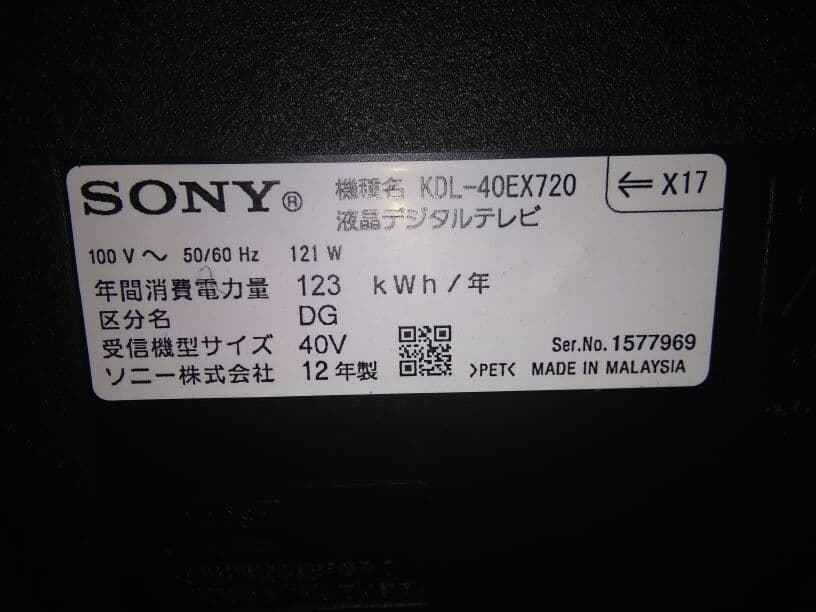 SONY® 機種名 KDL-40EX720 ⇐ X17
液晶デジタルテレビ
100 V～ 50/60 Hz 121 W
年間消費電力量 123 kWh/年
区分名 DG
受信機型サイズ 40V Ser.No. 1577969
ソニー株式会社 12年製 >PET< MADE IN MALAYSIA